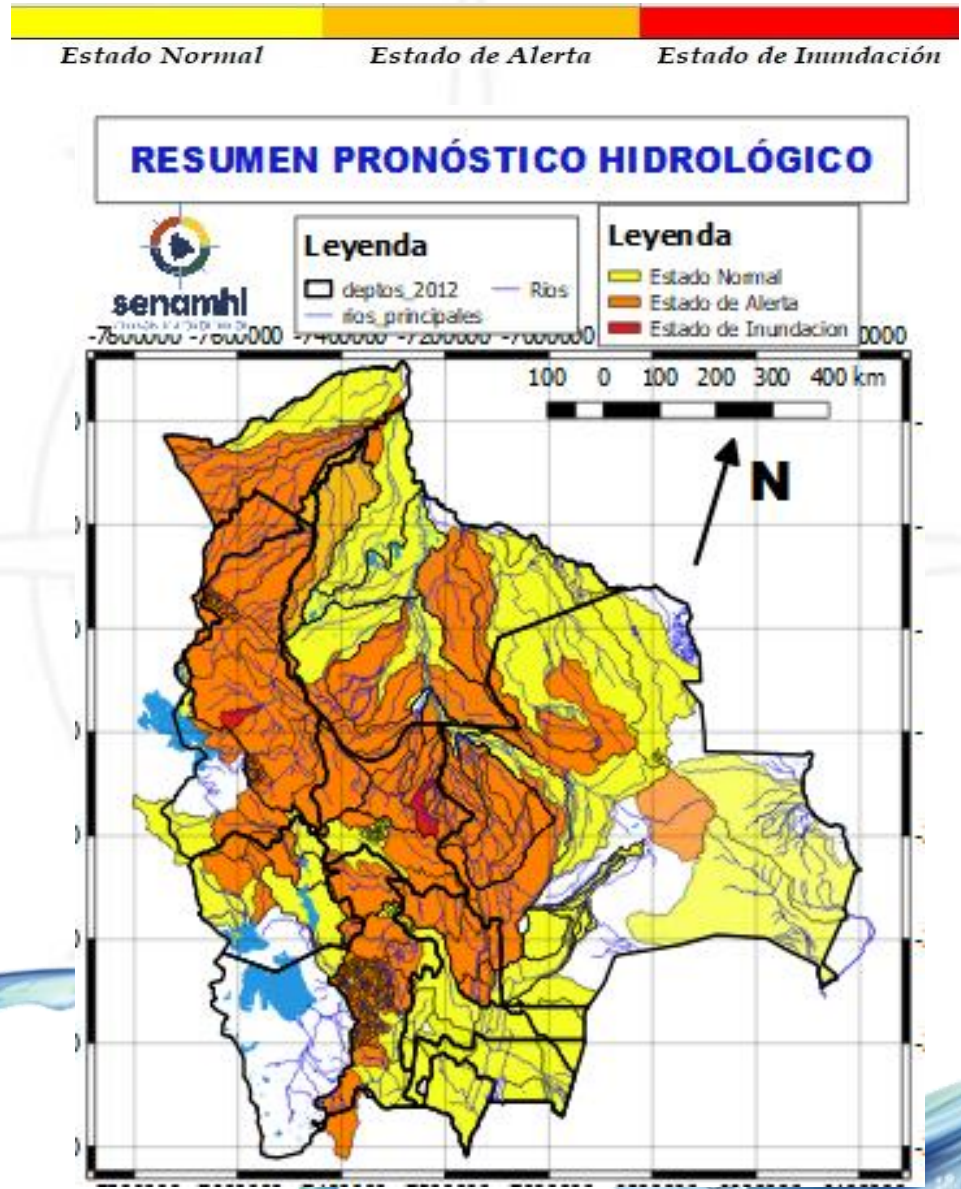 Estado Normal Estado de Alerta Estado de Inundación
RESUMEN PRONÓSTICO HIDROLÓGICO
senamhi
Leyenda
deptos_2012 Rios
rios_principales
Leyenda
Estado Normal
Estado de Alerta
Estado de Inundacion
-7800000 -7600000 -7400000 -7200000 -7000000
100 0 100 200 300 400 km
N